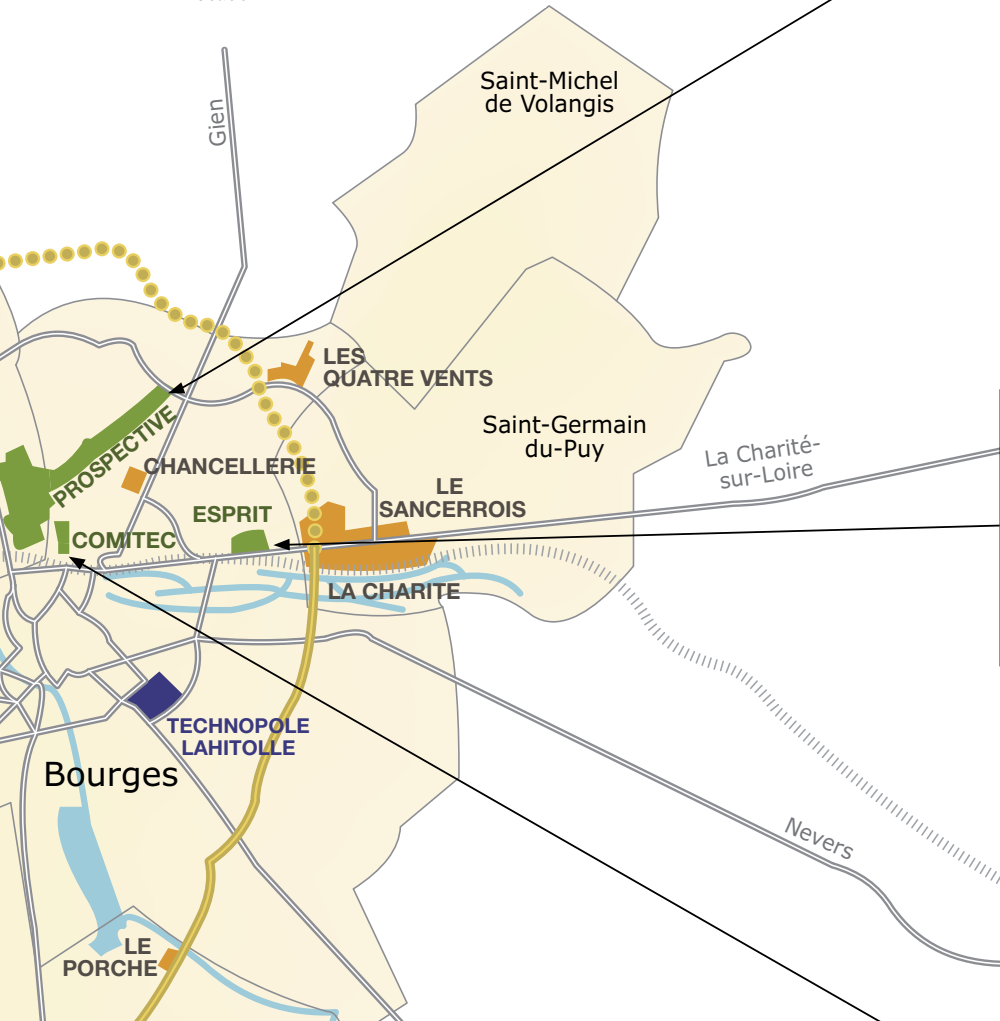 Saint-Michel
de Volangis
Gien
LES
QUATRE VENTS
PROSPECTIVE
Saint-Germain
du-Puy
La Charité-
sur-Loire
CHANCELLERIE
LE
SANCERROIS
ESPRIT
COMITEC
LA CHARITE
TECHNOPOLE
LAHITOLLE
Bourges
Nevers
LE
PORCHE